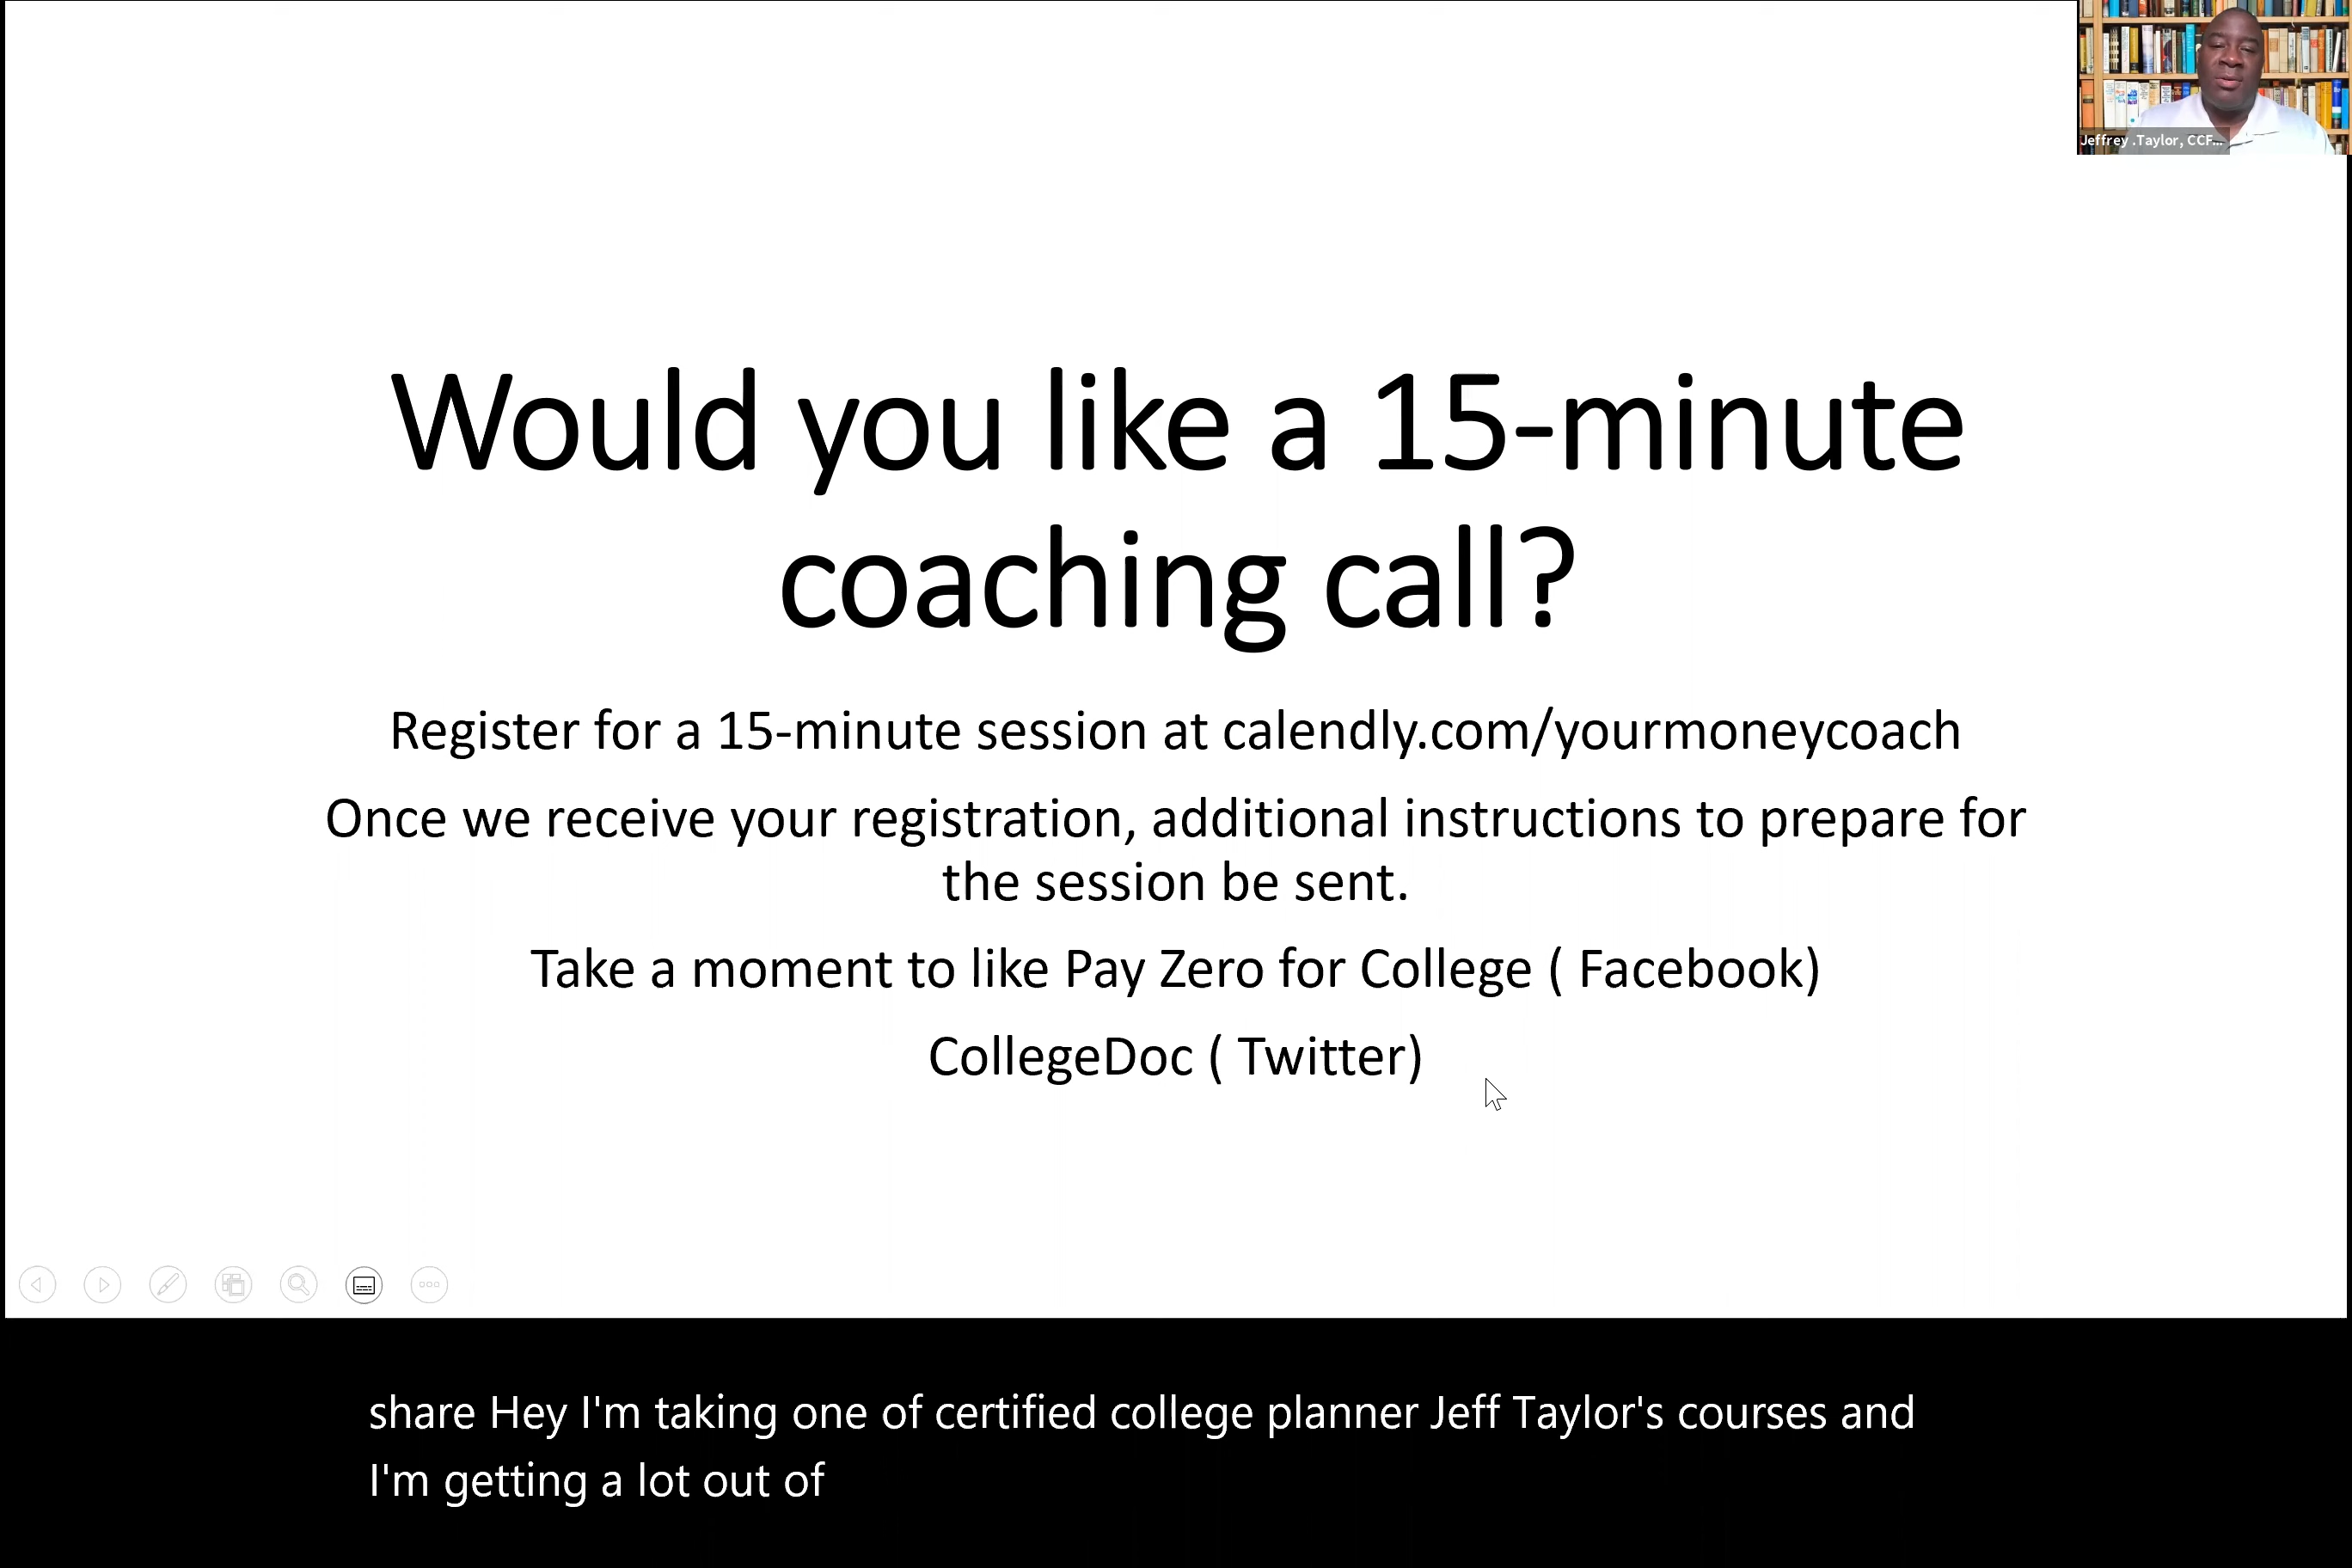 Jeffrey .Taylor, CCF...
Would you like a 15-minute
coaching call?
Register for a 15-minute session at calendly.com/yourmoneycoach
Once we receive your registration, additional instructions to prepare for
the session be sent.
Take a moment to like Pay Zero for College ( Facebook)
CollegeDoc ( Twitter)
share Hey I'm taking one of certified college planner Jeff Taylor's courses and
I'm getting a lot out of